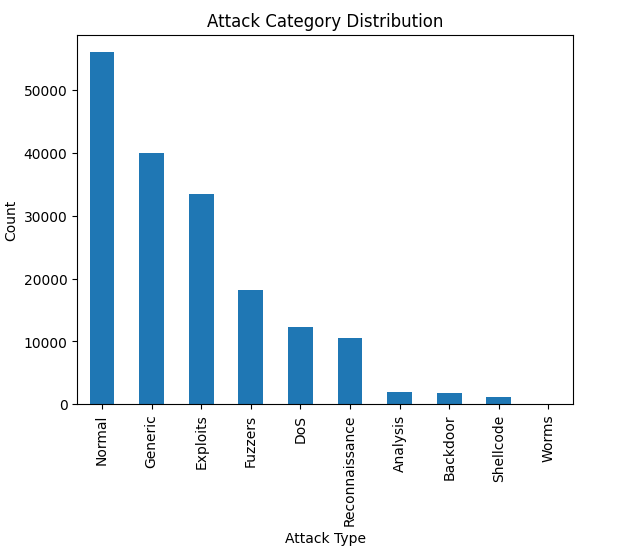 Attack Category Distribution
50000
40000
30000
20000
10000
0
Count
Normal
Generic
Exploits
Fuzzers
DoS
Reconnaissance
Analysis
Backdoor
Shellcode
Worms
Attack Type